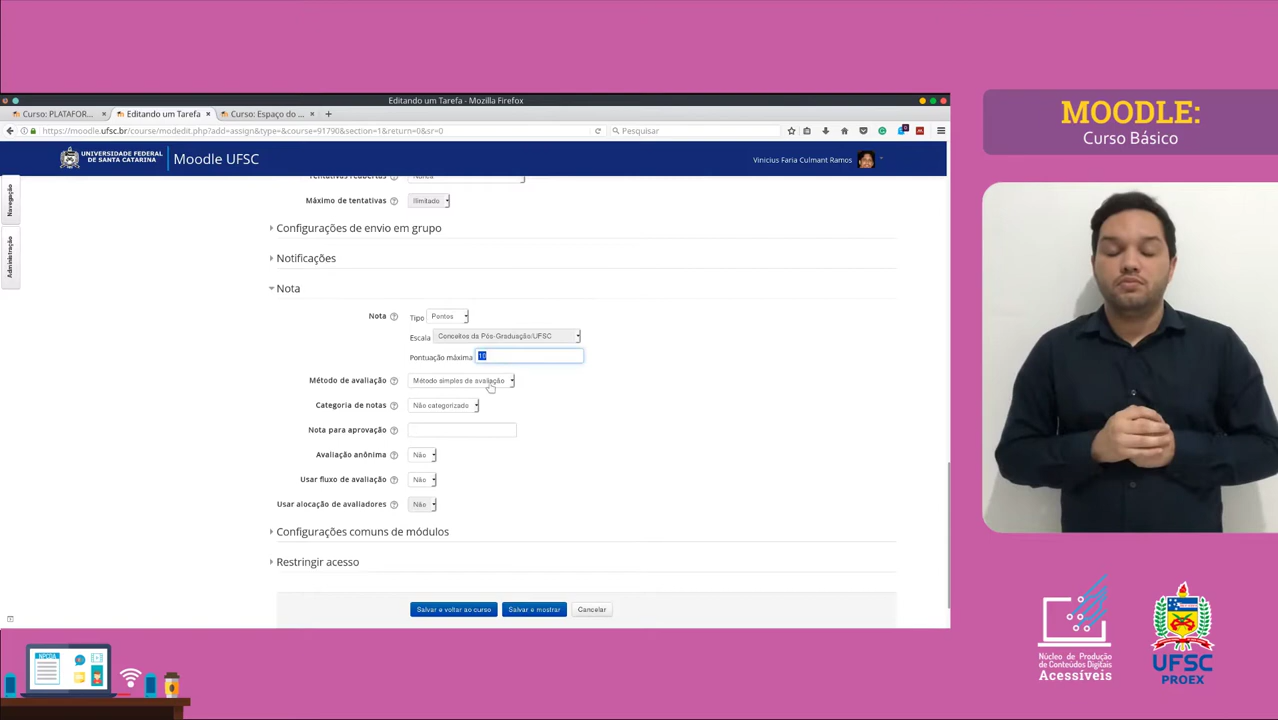 Editando um Tarefa - Mozilla Firefox
Curso: PLATAFOR... × Editando um Tarefa × Curso: Espaço do ... ×
https://moodle.ufsc.br/course/modedit.php?add=assign&type=&course=91790&section=1&return=0&sr=0
Pesquisar
UNIVERSIDADE FEDERAL
DE SANTA CATARINA
Moodle UFSC
Vinicius Faria Culmant Ramos
Navegação
Administração
Tentativas reabertas Nunca
Máximo de tentativas Ilimitado
Configurações de envio em grupo
Notificações
Nota
Nota Tipo Pontos
Escala Conceitos da Pós-Graduação/UFSC
Pontuação máxima 10
Método de avaliação Método simples de avaliação
Categoria de notas Não categorizado
Nota para aprovação
Avaliação anônima Não
Usar fluxo de avaliação Não
Usar alocação de avaliadores Não
Configurações comuns de módulos
Restringir acesso
Salvar e voltar ao curso Salvar e mostrar Cancelar
MOODLE:
Curso Básico
Núcleo de Produção
de Conteúdos Digitais
Acessíveis
UFSC
PROEX
NPCDA